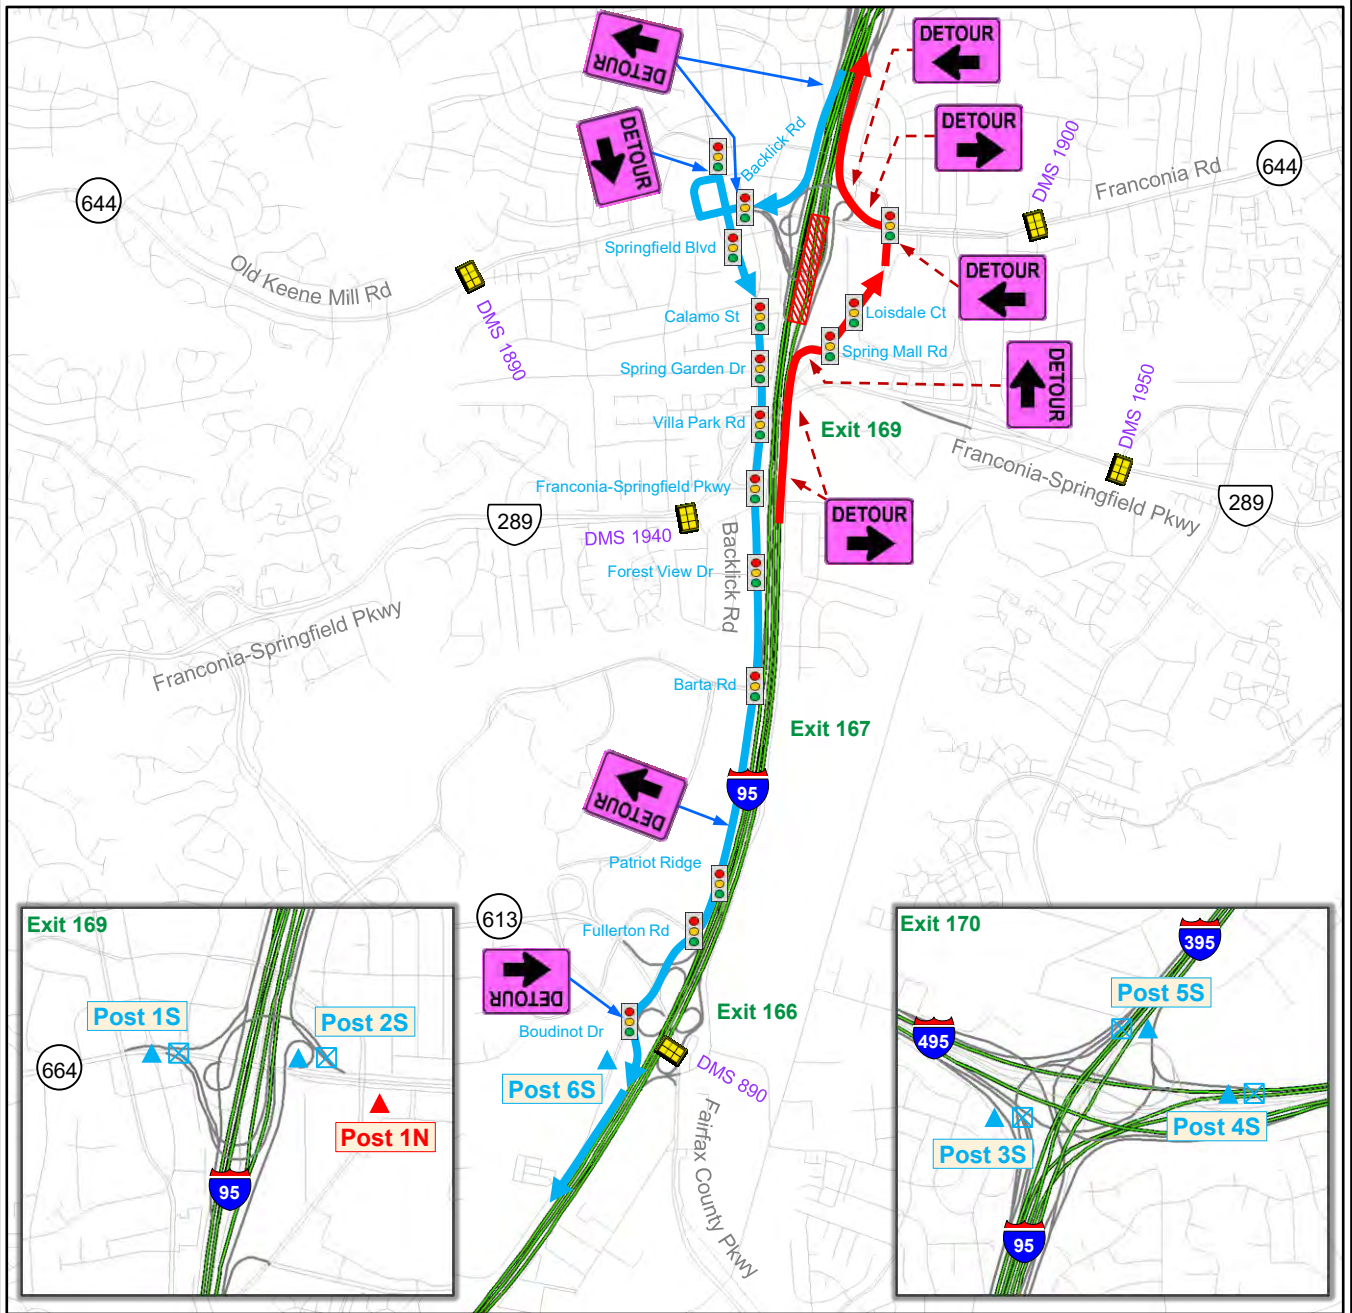 DETOUR
DETOUR
DETOUR
DETOUR
Backlick Rd
DMS 1900
Franconia Rd
644
644
Springfield Blvd
DETOUR
Old Keene Mill Rd
Calamo St
Loisdale Ct
DMS 1890
Spring Mall Rd
DETOUR
Spring Garden Dr
DMS 1950
Villa Park Rd
Exit 169
Franconia-Springfield Pkwy
Franconia-Springfield Pkwy
289
289
DETOUR
DMS 1940
Backlick Rd
Forest View Dr
Franconia-Springfield Pkwy
Barta Rd
Exit 167
95
DETOUR
Patriot Ridge
613
Fullerton Rd
DETOUR
Exit 166
Boudinot Dr
Post 6S
DMS 890
Fairfax County Pkwy
Exit 169
Post 1S
Post 2S
664
Post 1N
95
Exit 170
395
Post 5S
495
Post 4S
Post 3S
95